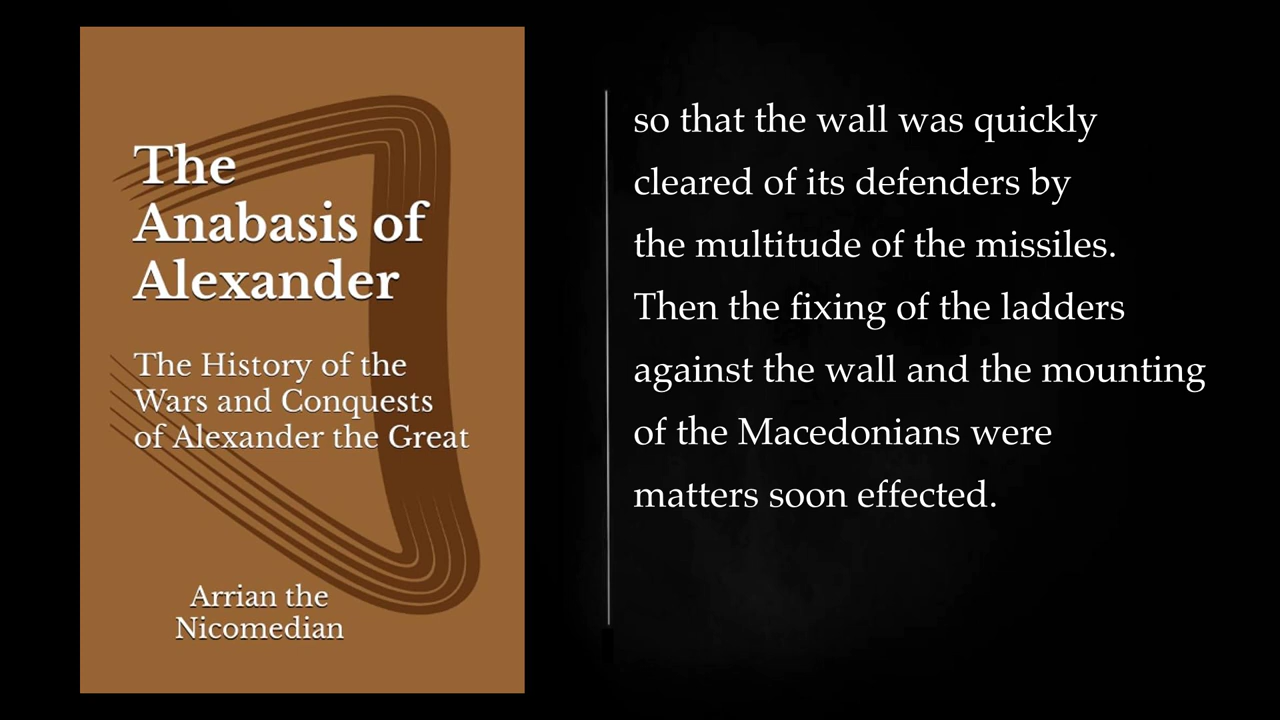 The
Anabasis of
Alexander
The History of the
Wars and Conquests
of Alexander the Great
Arrian the
Nicomedian
so that the wall was quickly
cleared of its defenders by
the multitude of the missiles.
Then the fixing of the ladders
against the wall and the mounting
of the Macedonians were
matters soon effected.